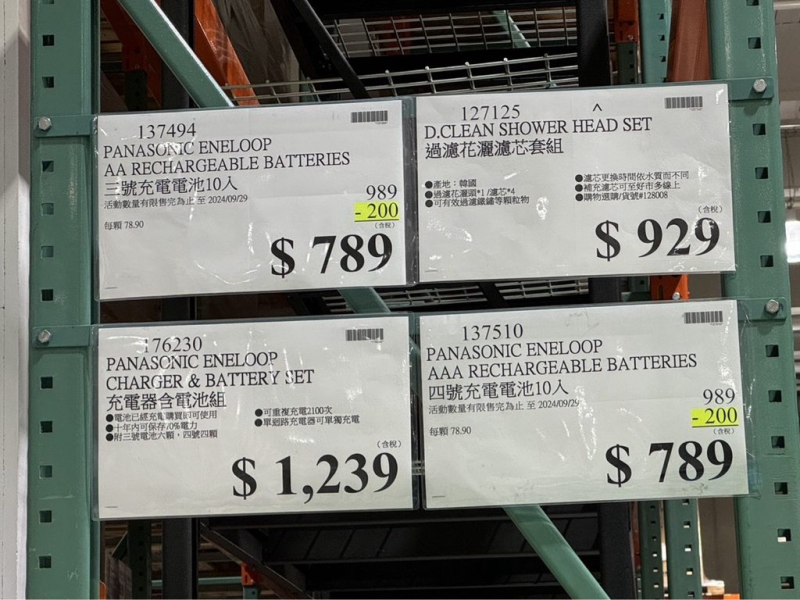 137494
PANASONIC ENELOOP
AA RECHARGEABLE BATTERIES
三號充電電池10入
活動數量有限售完為止 至 2024/09/29
每顆 78.90
989
-200
(含稅)
$ 789
127125 ^
D.CLEAN SHOWER HEAD SET
過濾花灑濾芯套組
●產地：韓國
●過濾花灑頭*1/濾芯*4
●可有效過濾鐵鏽等顆粒物
●濾芯更換時間依水質而不同
●補充濾芯可至好市多線上
●購物選購/貨號#128008
(含稅)
$ 929
176230
PANASONIC ENELOOP
CHARGER & BATTERY SET
充電器含電池組
●電池已經充電購買即可使用
●十年內可保存70%電力
●附三號電池六顆，四號四顆
●可重複充電2100次
●單迴路充電器可單獨充電
(含稅)
$ 1,239
137510
PANASONIC ENELOOP
AAA RECHARGEABLE BATTERIES
四號充電電池10入
活動數量有限售完為止 至 2024/09/29
每顆 78.90
989
-200
(含稅)
$ 789